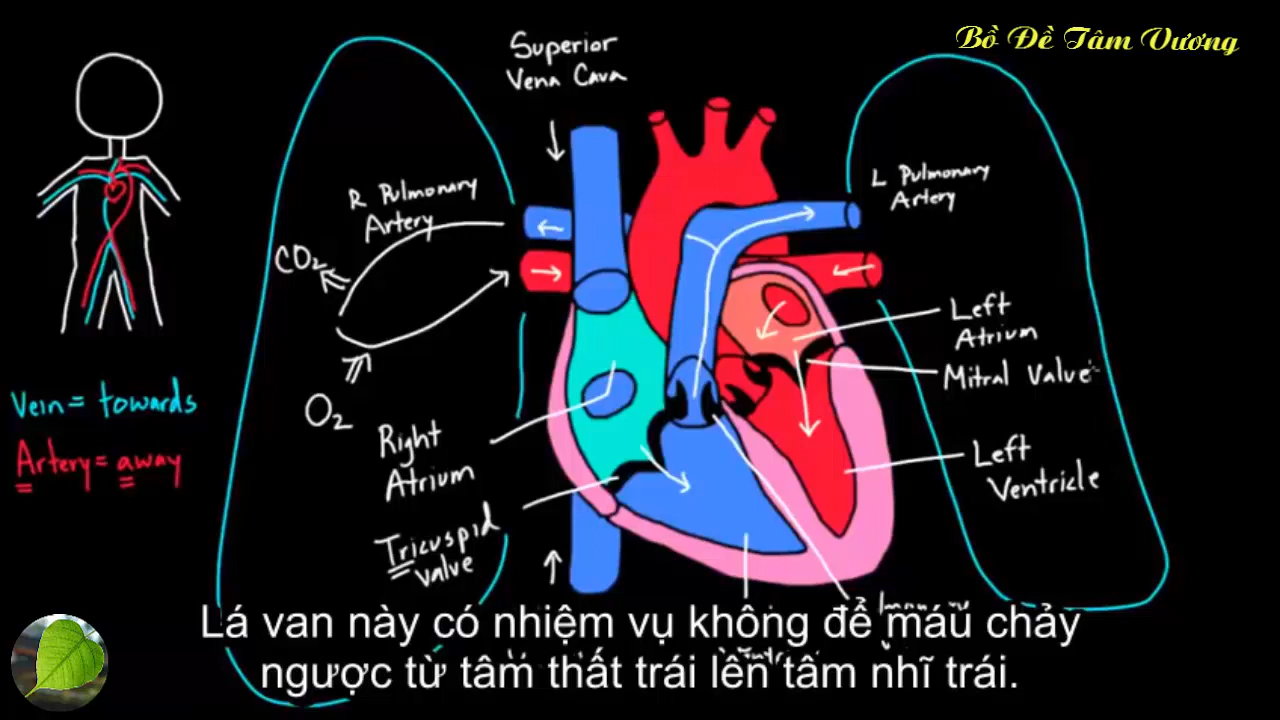 Bồ Đề Tâm Vương
Superior
Vena Cava
R Pulmonary
Artery
L Pulmonary
Artery
CO₂
O₂
Left
Atrium
Mitral Valve
Vein = towards
Artery = away
Right
Atrium
Left
Ventricle
Tricuspid
valve
Lá van này có nhiệm vụ không để máu chảy
ngược từ tâm thất trái lên tâm nhĩ trái.